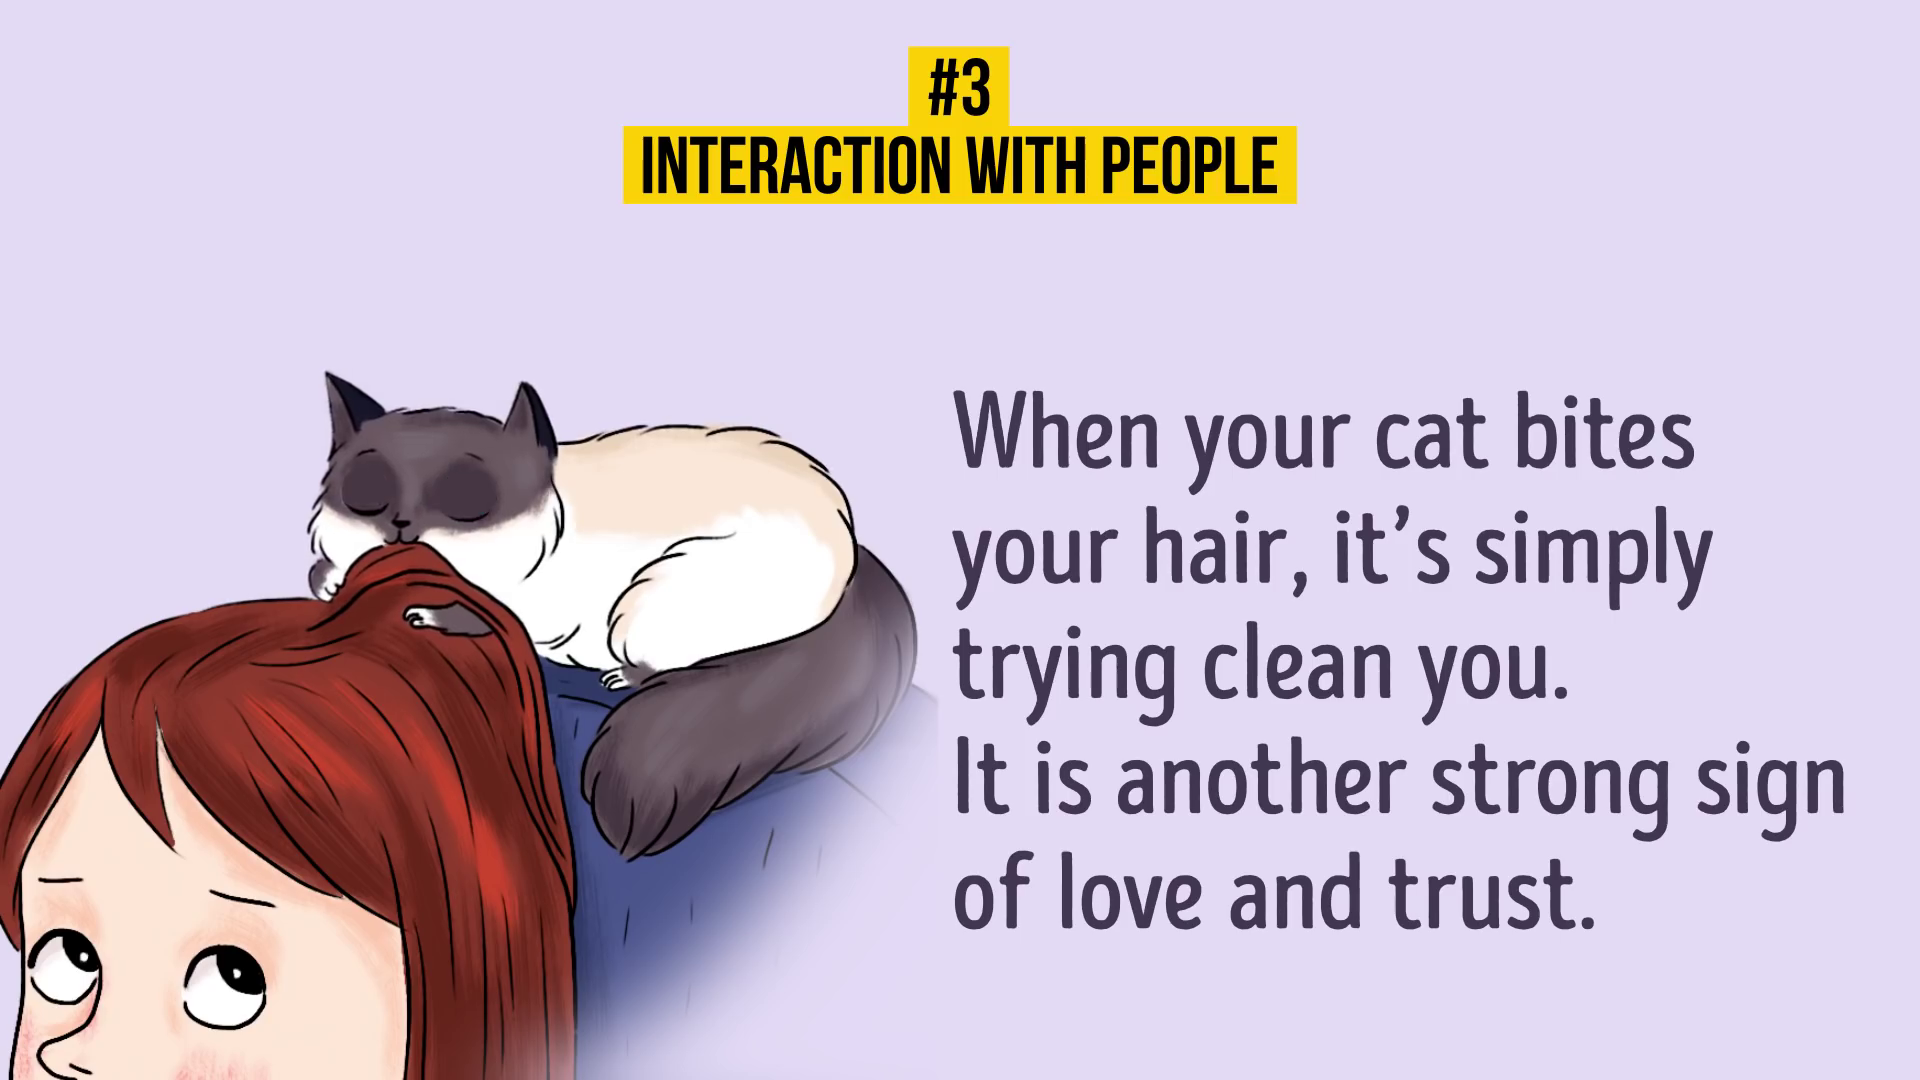 #3
INTERACTION WITH PEOPLE
When your cat bites
your hair, it’s simply
trying clean you.
It is another strong sign
of love and trust.